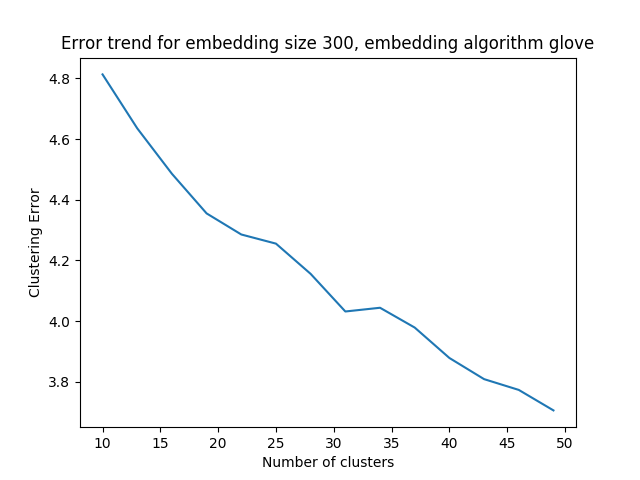 Error trend for embedding size 300, embedding algorithm glove
4.8
4.6
4.4
4.2
4.0
3.8
Clustering Error
10 15 20 25 30 35 40 45 50
Number of clusters